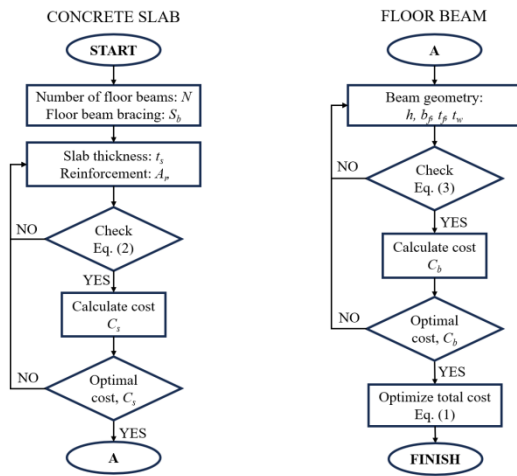 CONCRETE SLAB
START
Number of floor beams: N
Floor beam bracing: S_b
Slab thickness: t_s
Reinforcement: A_r
Check
Eq. (2)
NO
YES
Calculate cost
C_s
Optimal
cost, C_s
NO
YES
A
FLOOR BEAM
A
Beam geometry:
h, b_f, t_f, t_w
Check
Eq. (3)
NO
YES
Calculate cost
C_b
Optimal
cost, C_b
NO
YES
Optimize total cost
Eq. (1)
FINISH